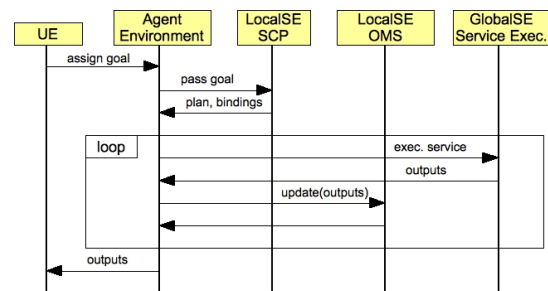 UE
Agent
Environment
LocalSE
SCP
LocalSE
OMS
GlobalSE
Service Exec.
assign goal
pass goal
plan, bindings
loop
exec. service
outputs
update(outputs)
outputs